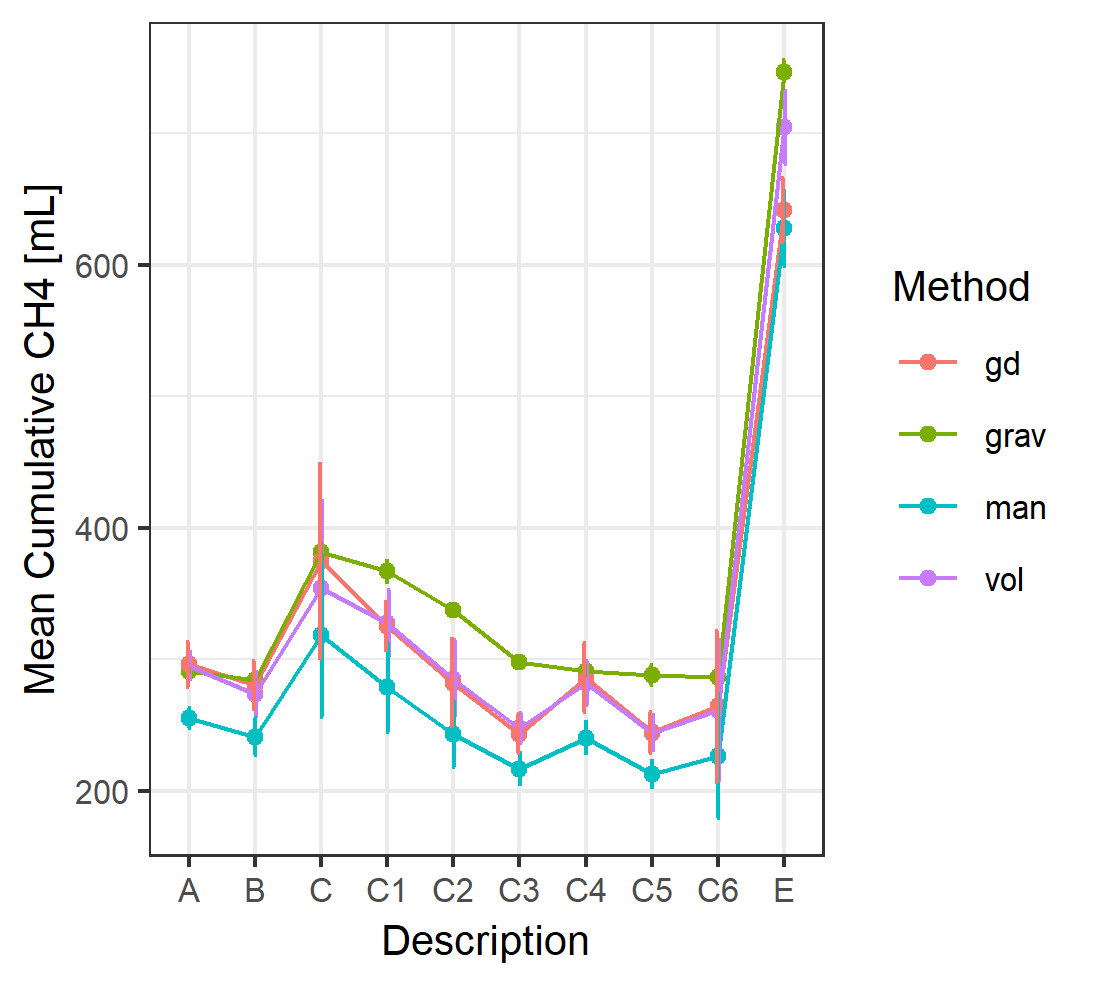 Mean Cumulative CH4 [mL]
600
400
200
A B C C1 C2 C3 C4 C5 C6 E
Description
Method
gd
grav
man
vol